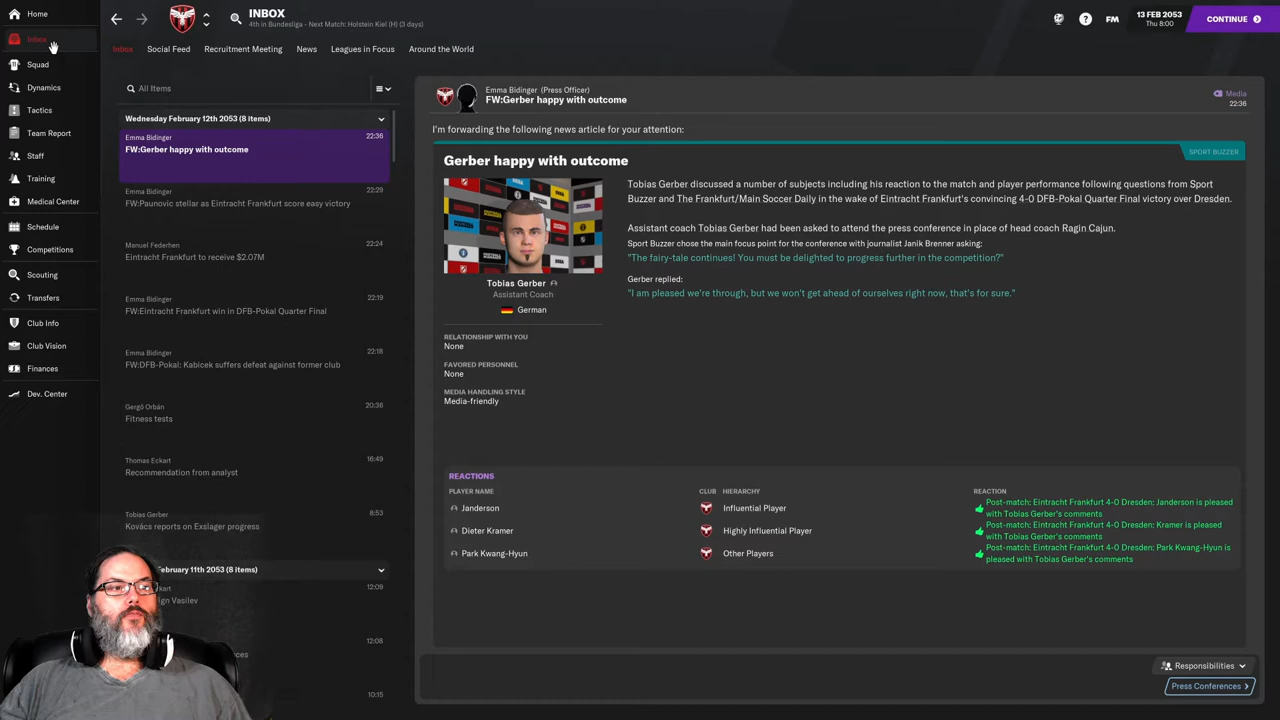 Home
INBOX
4th in Bundesliga - Next Match: Holstein Kiel (H) (3 days)
FM
13 FEB 2053
Thu 8:00
CONTINUE
Inbox
Squad
Dynamics
Tactics
Team Report
Staff
Training
Medical Center
Schedule
Competitions
Scouting
Transfers
Club Info
Club Vision
Finances
Dev. Center
Inbox Social Feed Recruitment Meeting News Leagues in Focus Around the World
All Items
Wednesday February 12th 2053 (8 items)
Emma Bidinger 22:36
FW:Gerber happy with outcome
Emma Bidinger 22:29
FW:Paunovic stellar as Eintracht Frankfurt score easy victory
Manuel Federhen 22:24
Eintracht Frankfurt to receive $2.07M
Emma Bidinger 22:19
FW:Eintracht Frankfurt win in DFB-Pokal Quarter Final
Emma Bidinger 22:18
FW:DFB-Pokal: Kabicek suffers defeat against former club
Gergő Orbán 20:36
Fitness tests
Thomas Eckart 16:49
Recommendation from analyst
Tobias Gerber 8:53
Kovács reports on Exslager progress
February 11th 2053 (8 items)
12:09
ign Vasilev
12:08
nces
10:15
Emma Bidinger (Press Officer)
FW:Gerber happy with outcome
Media
22:36
I'm forwarding the following news article for your attention:
SPORT BUZZER
Gerber happy with outcome
Tobias Gerber discussed a number of subjects including his reaction to the match and player performance following questions from Sport
Buzzer and The Frankfurt/Main Soccer Daily in the wake of Eintracht Frankfurt's convincing 4-0 DFB-Pokal Quarter Final victory over Dresden.
Assistant coach Tobias Gerber had been asked to attend the press conference in place of head coach Ragin Cajun.
Sport Buzzer chose the main focus point for the conference with journalist Janik Brenner asking:
"The fairy-tale continues! You must be delighted to progress further in the competition?"
Gerber replied:
"I am pleased we're through, but we won't get ahead of ourselves right now, that's for sure."
Tobias Gerber
Assistant Coach
German
RELATIONSHIP WITH YOU
None
FAVORED PERSONNEL
None
MEDIA HANDLING STYLE
Media-friendly
REACTIONS
PLAYER NAME CLUB HIERARCHY REACTION
Janderson Influential Player Post-match: Eintracht Frankfurt 4-0 Dresden: Janderson is pleased
with Tobias Gerber's comments
Dieter Kramer Highly Influential Player Post-match: Eintracht Frankfurt 4-0 Dresden: Kramer is pleased
with Tobias Gerber's comments
Park Kwang-Hyun Other Players Post-match: Eintracht Frankfurt 4-0 Dresden: Park Kwang-Hyun is
pleased with Tobias Gerber's comments
Responsibilities
Press Conferences